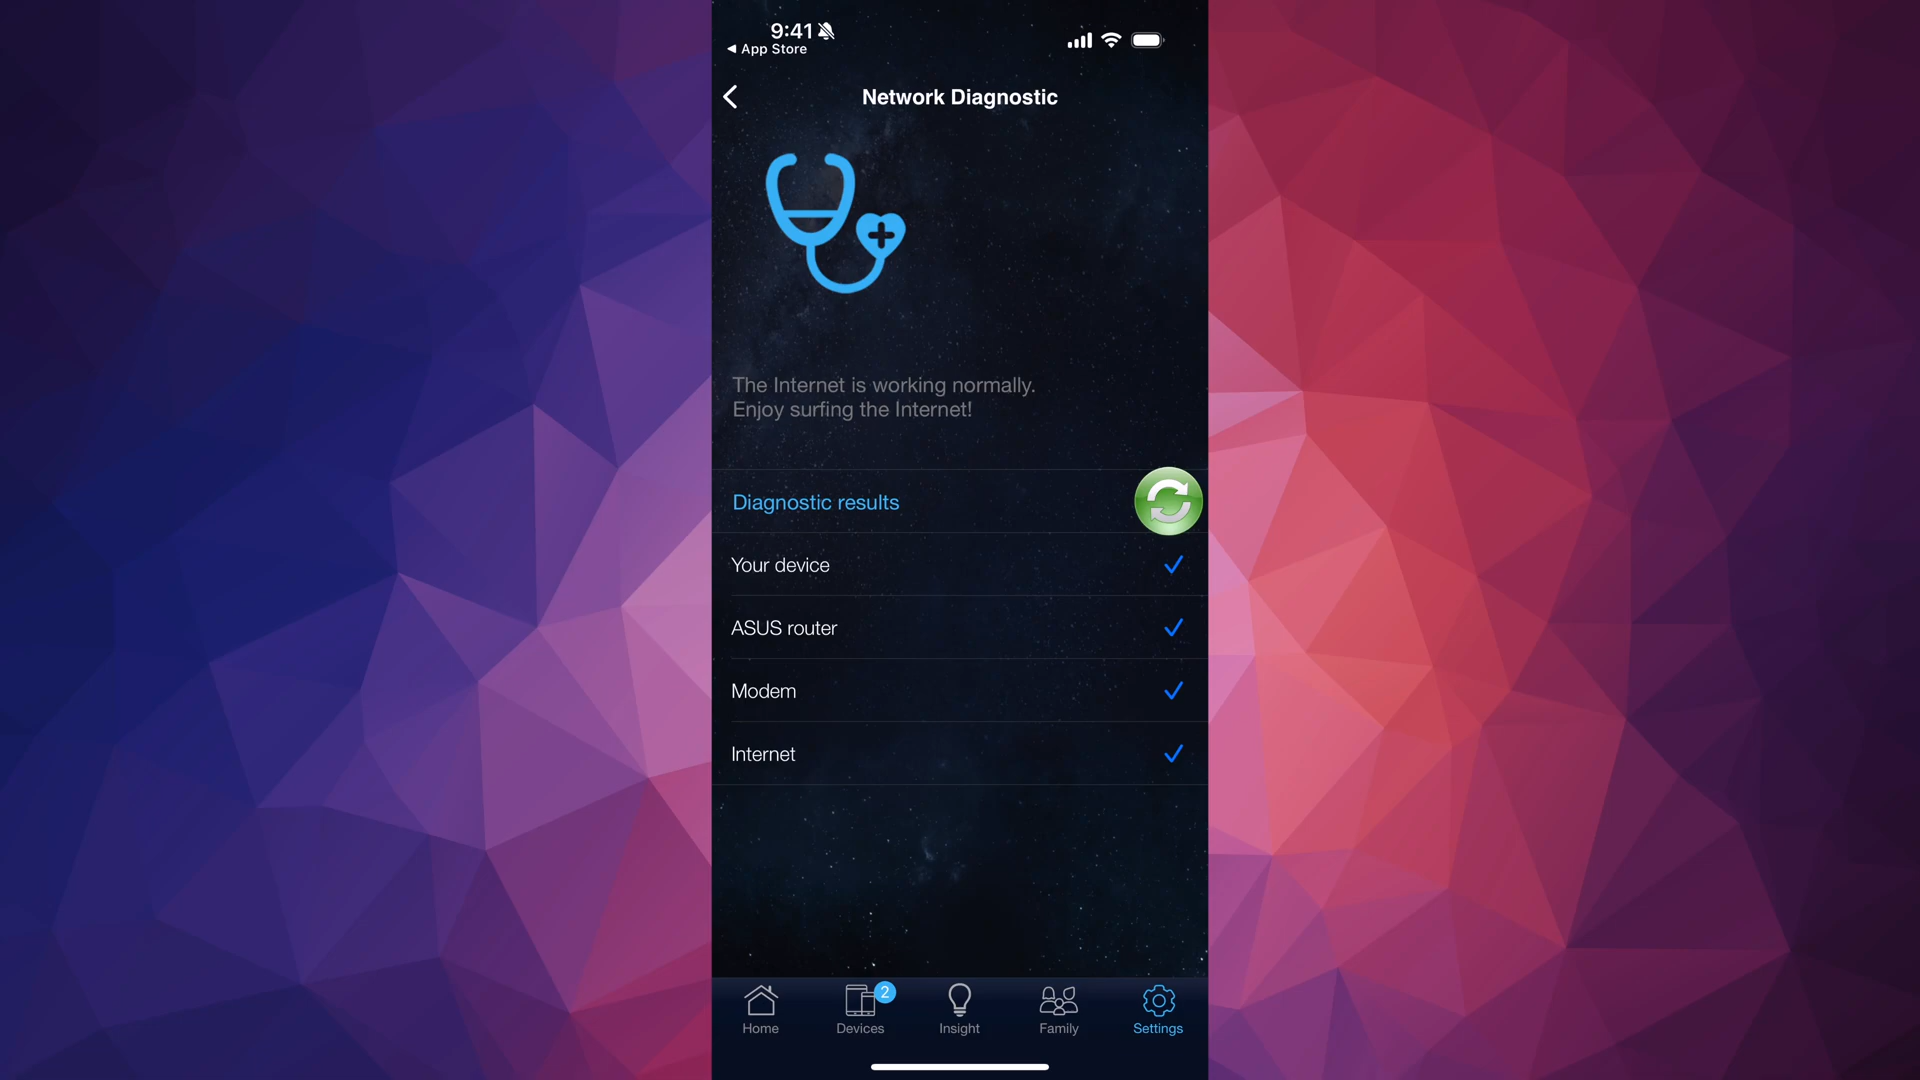 9:41
◀ App Store
Network Diagnostic
The Internet is working normally.
Enjoy surfing the Internet!
Diagnostic results
Your device
ASUS router
Modem
Internet
2
Home
Devices
Insight
Family
Settings